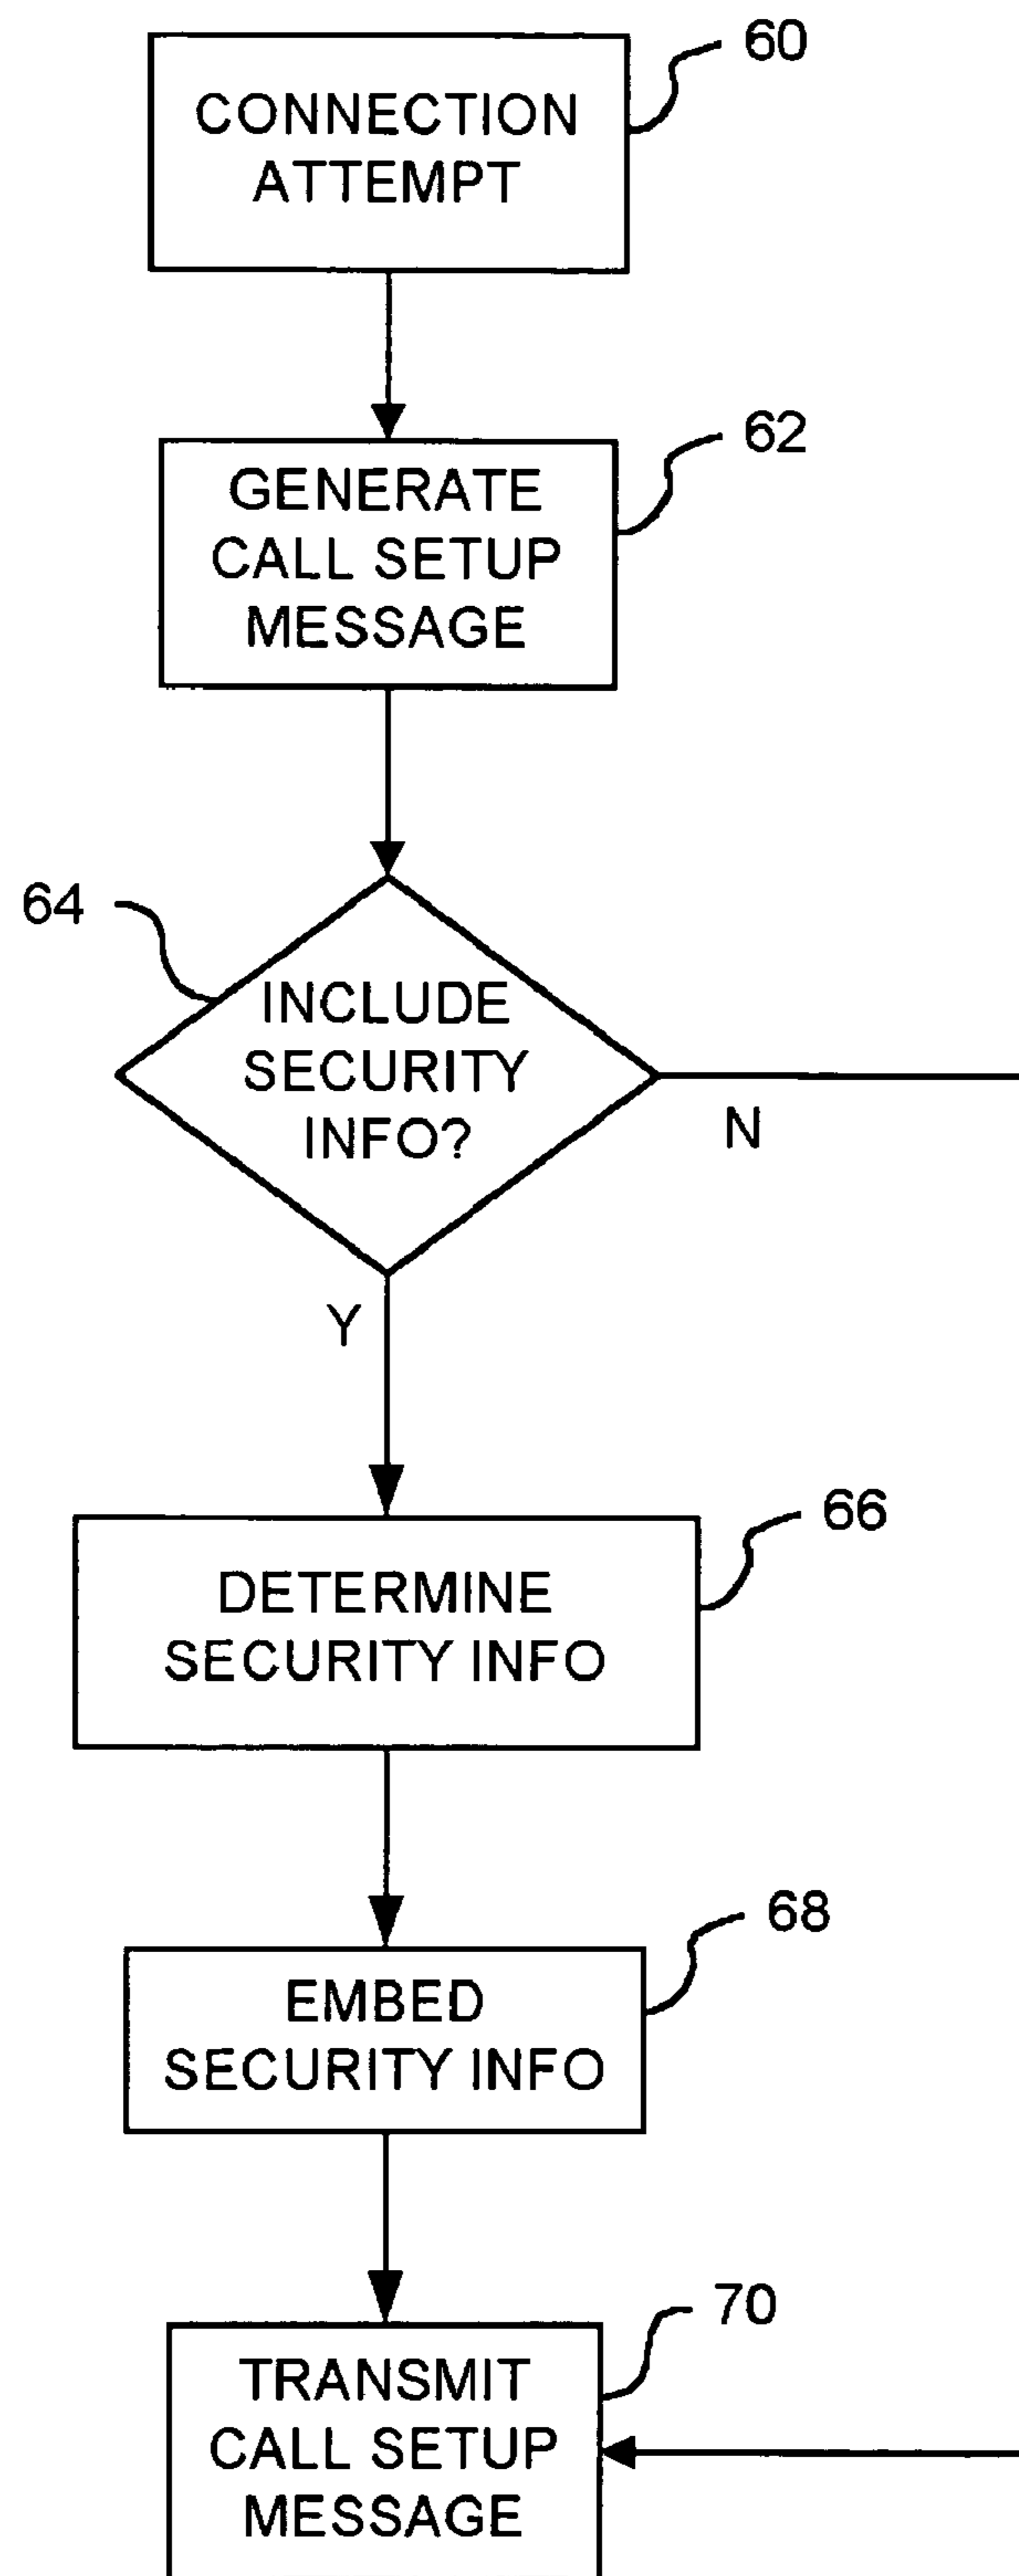 60
CONNECTION
ATTEMPT
62
GENERATE
CALL SETUP
MESSAGE
64
INCLUDE
SECURITY
INFO?
N
Y
66
DETERMINE
SECURITY INFO
68
EMBED
SECURITY INFO
70
TRANSMIT
CALL SETUP
MESSAGE